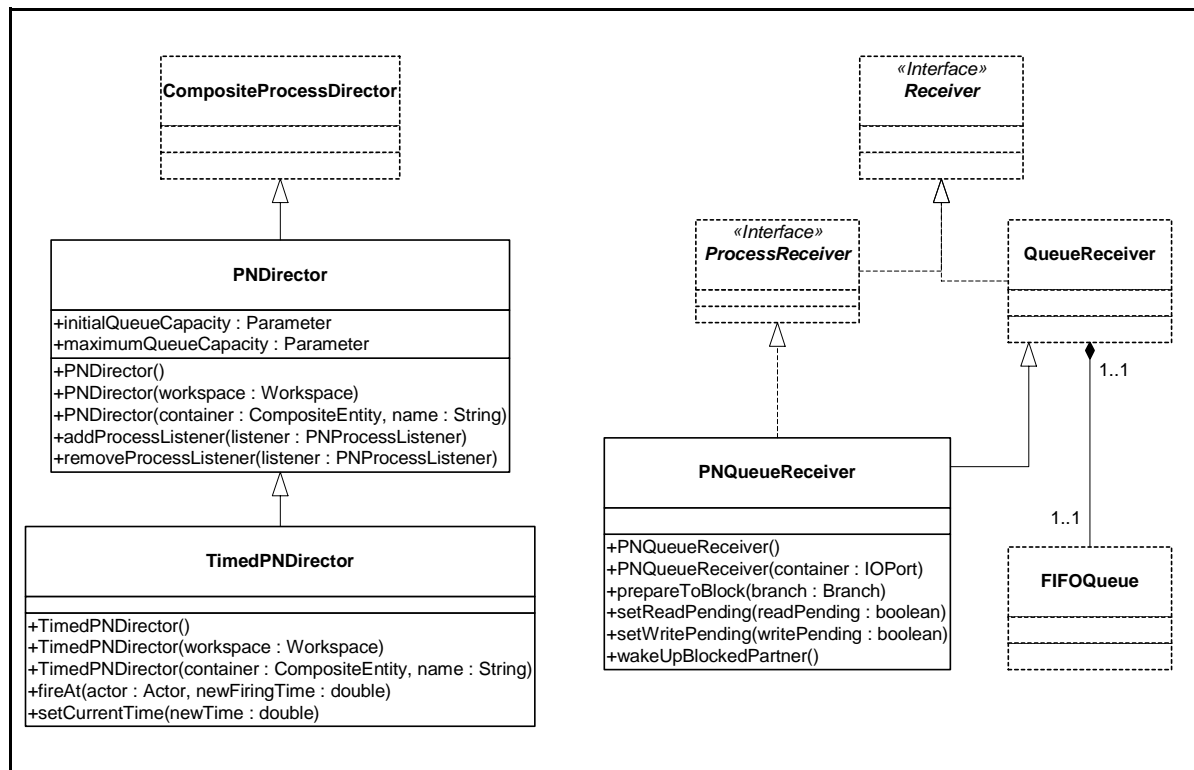 CompositeProcessDirector
PNDirector
+initialQueueCapacity : Parameter
+maximumQueueCapacity : Parameter
+PNDirector()
+PNDirector(workspace : Workspace)
+PNDirector(container : CompositeEntity, name : String)
+addProcessListener(listener : PNProcessListener)
+removeProcessListener(listener : PNProcessListener)
TimedPNDirector
+TimedPNDirector()
+TimedPNDirector(workspace : Workspace)
+TimedPNDirector(container : CompositeEntity, name : String)
+fireAt(actor : Actor, newFiringTime : double)
+setCurrentTime(newTime : double)
«Interface»
Receiver
«Interface»
ProcessReceiver
QueueReceiver
1..1
1..1
PNQueueReceiver
+PNQueueReceiver()
+PNQueueReceiver(container : IOPort)
+prepareToBlock(branch : Branch)
+setReadPending(readPending : boolean)
+setWritePending(writePending : boolean)
+wakeUpBlockedPartner()
FIFOQueue